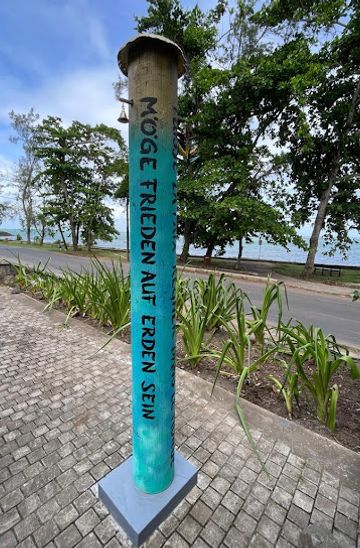 MÖGE FRIEDEN AUF ERDEN SEIN